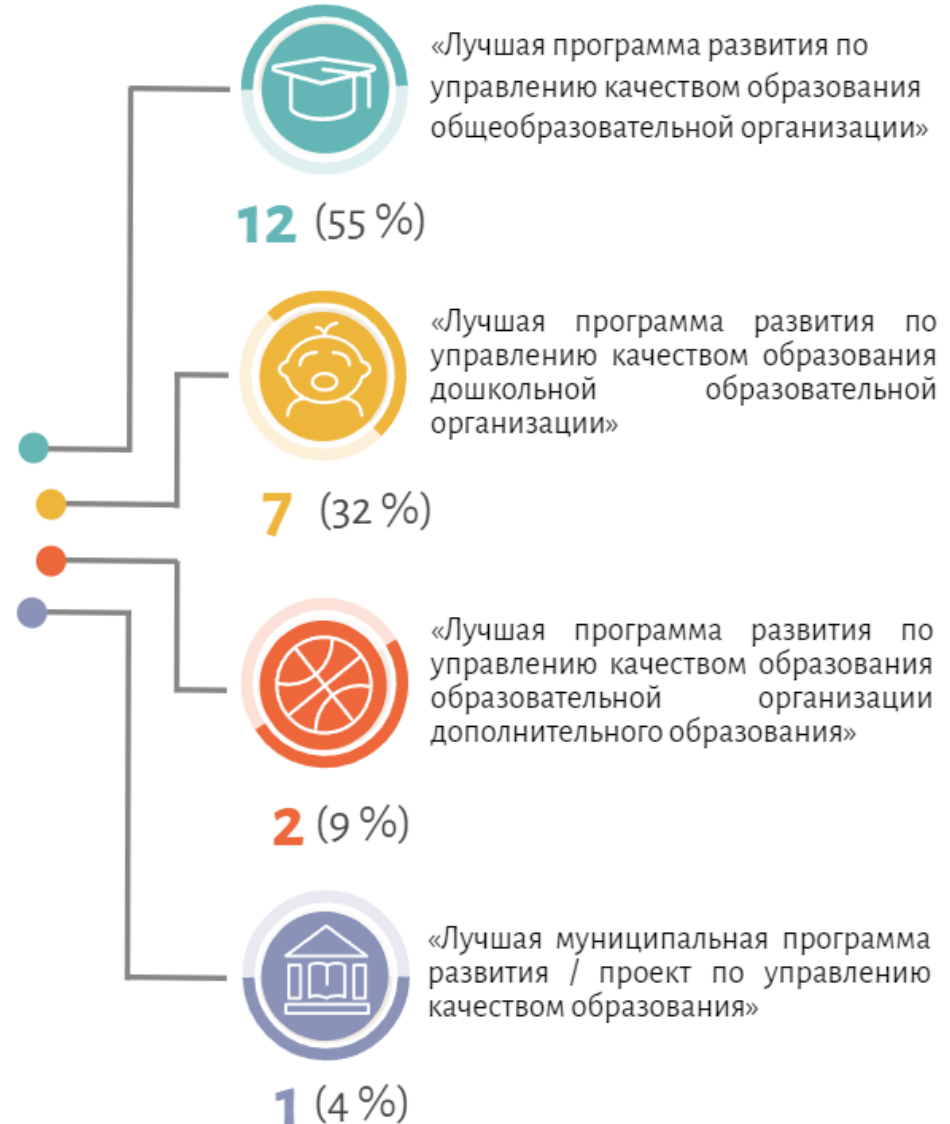 «Лучшая программа развития по
управлению качеством образования
общеобразовательной организации»
12 (55 %)
«Лучшая программа развития по
управлению качеством образования
дошкольной образовательной
организации»
7 (32 %)
«Лучшая программа развития по
управлению качеством образования
образовательной организации
дополнительного образования»
2 (9 %)
«Лучшая муниципальная программа
развития / проект по управлению
качеством образования»
1 (4 %)